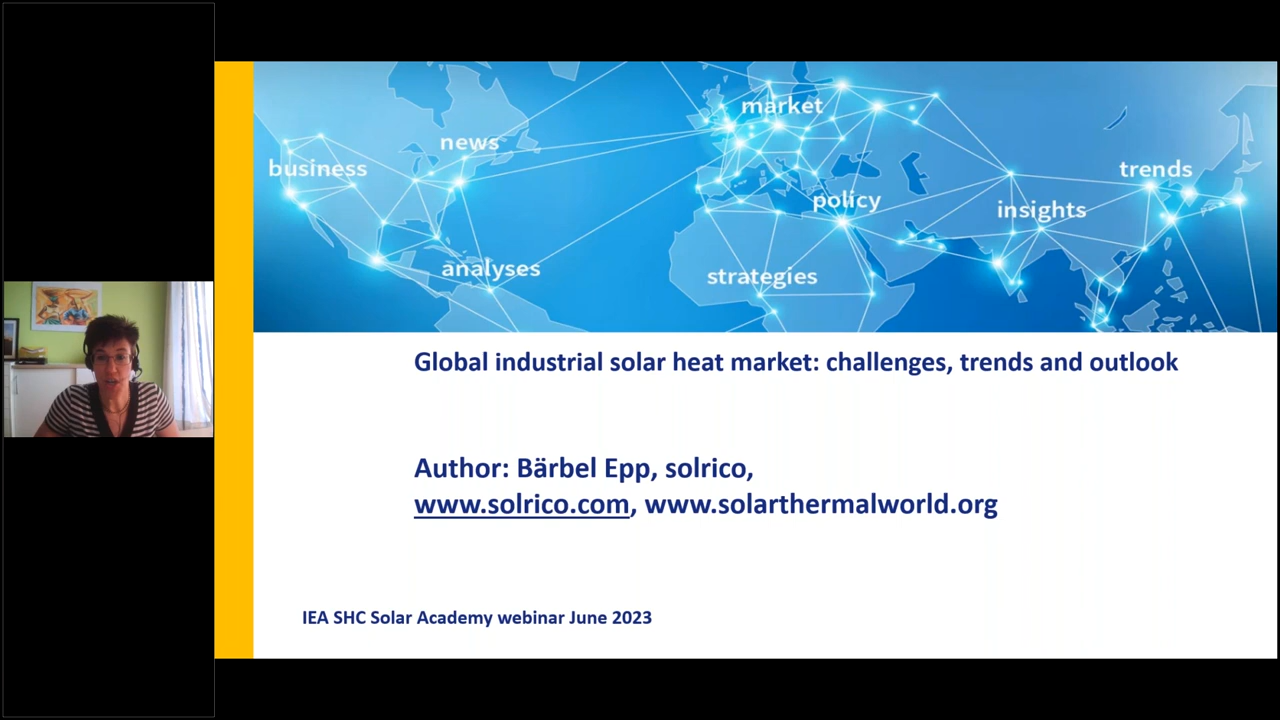 market
news
business
trends
policy
insights
analyses
strategies
Global industrial solar heat market: challenges, trends and outlook
Author: Bärbel Epp, solrico,
www.solrico.com, www.solarthermalworld.org
IEA SHC Solar Academy webinar June 2023